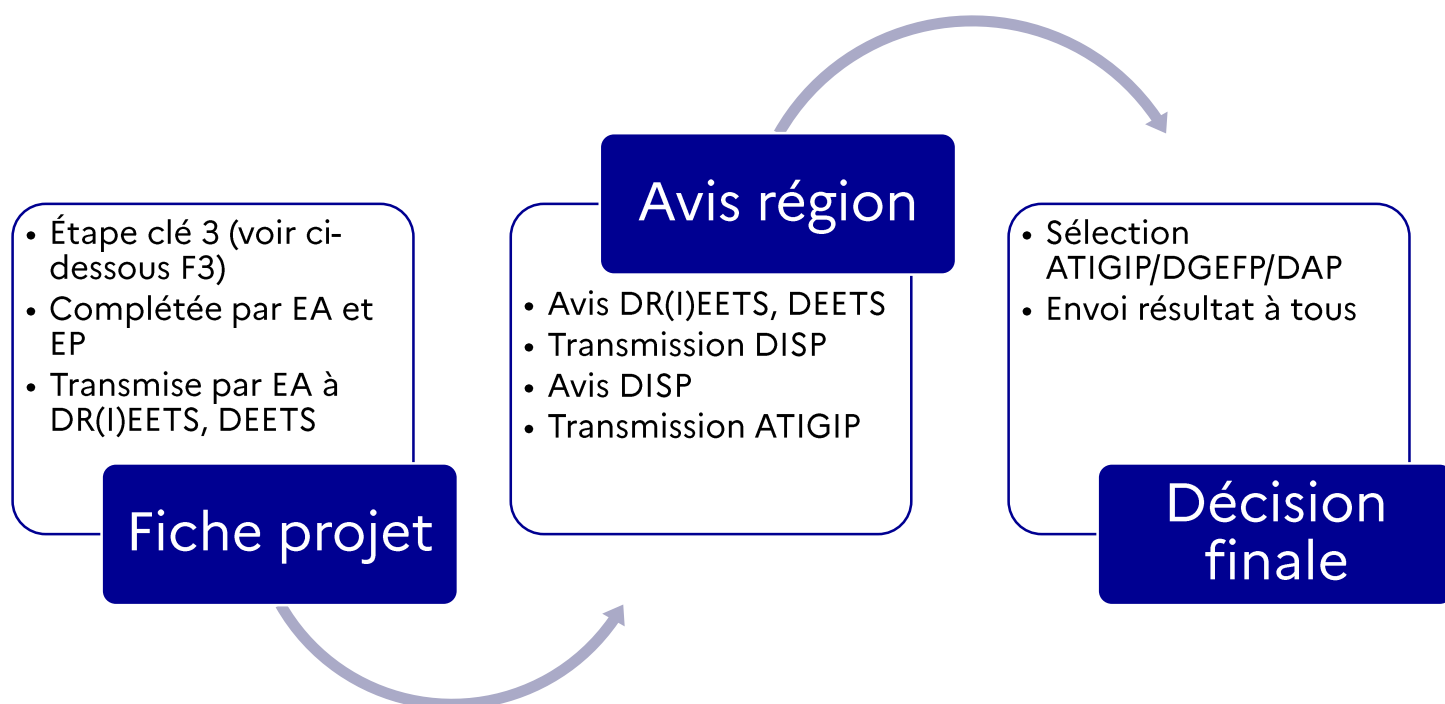 • Étape clé 3 (voir ci-
dessous F3)
• Complétée par EA et
EP
• Transmise par EA à
DR(I)EETS, DEETS
Fiche projet
Avis région
• Avis DR(I)EETS, DEETS
• Transmission DISP
• Avis DISP
• Transmission ATIGIP
• Sélection
ATIGIP/DGEFP/DAP
• Envoi résultat à tous
Décision
finale